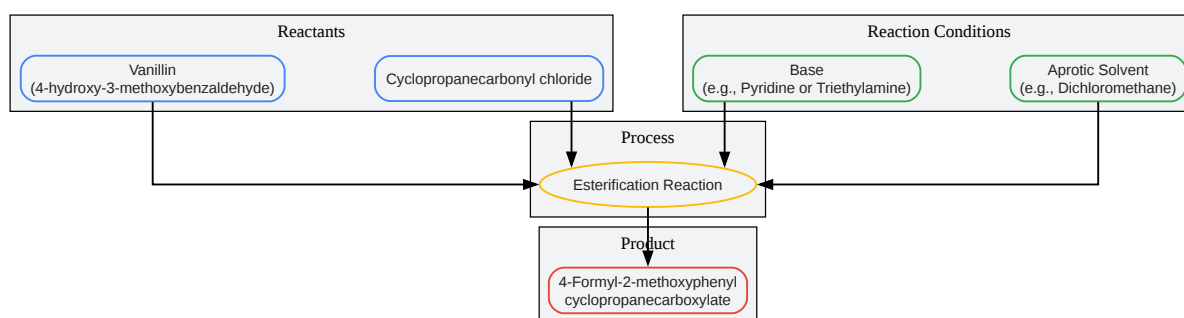 Reactants
Vanillin
(4-hydroxy-3-methoxybenzaldehyde)
Cyclopropanecarbonyl chloride
Reaction Conditions
Base
(e.g., Pyridine or Triethylamine)
Aprotic Solvent
(e.g., Dichloromethane)
Process
Esterification Reaction
Product
4-Formyl-2-methoxyphenyl
cyclopropanecarboxylate